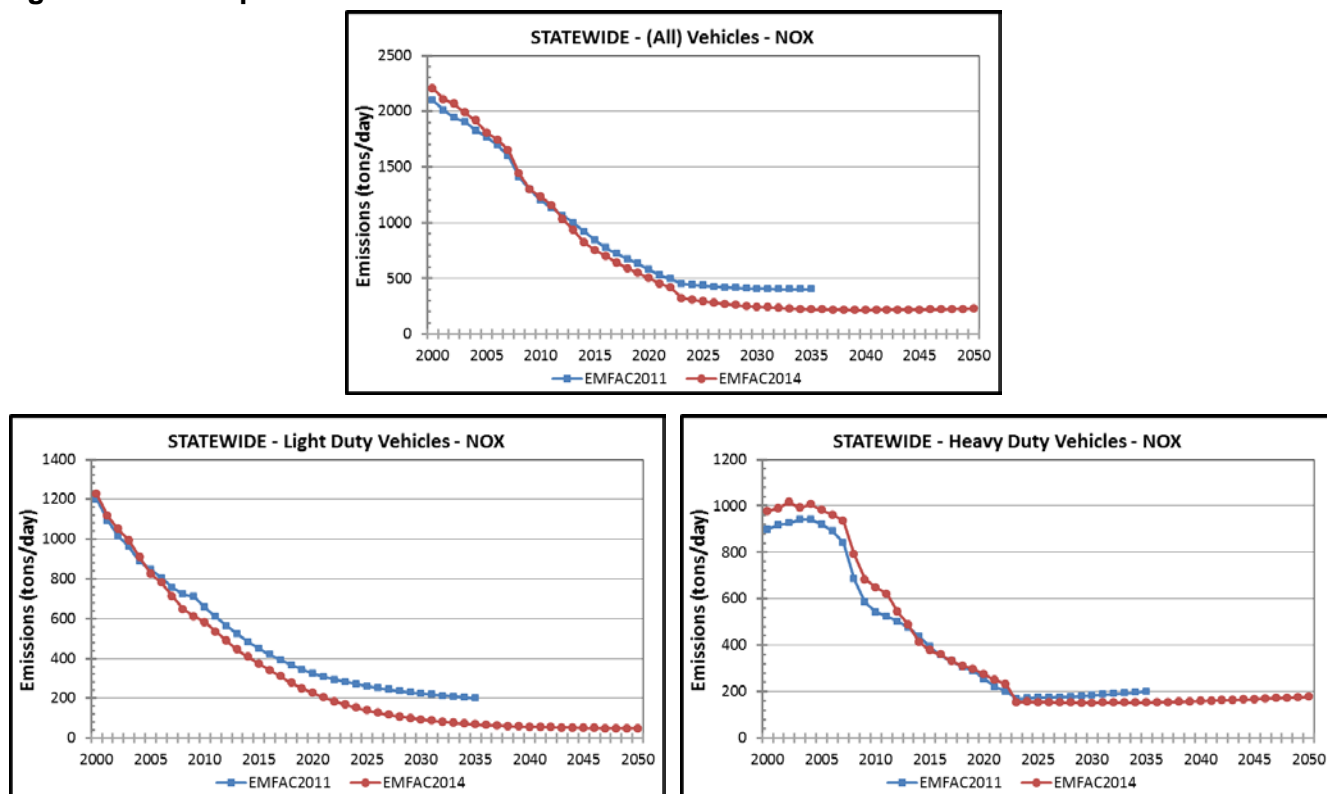 STATEWIDE - (All) Vehicles - NOX
Emissions (tons/day)
2500
2000
1500
1000
500
0
2000 2005 2010 2015 2020 2025 2030 2035 2040 2045 2050
EMFAC2011 EMFAC2014
STATEWIDE - Light Duty Vehicles - NOX
Emissions (tons/day)
1400
1200
1000
800
600
400
200
0
2000 2005 2010 2015 2020 2025 2030 2035 2040 2045 2050
EMFAC2011 EMFAC2014
STATEWIDE - Heavy Duty Vehicles - NOX
Emissions (tons/day)
1200
1000
800
600
400
200
0
2000 2005 2010 2015 2020 2025 2030 2035 2040 2045 2050
EMFAC2011 EMFAC2014